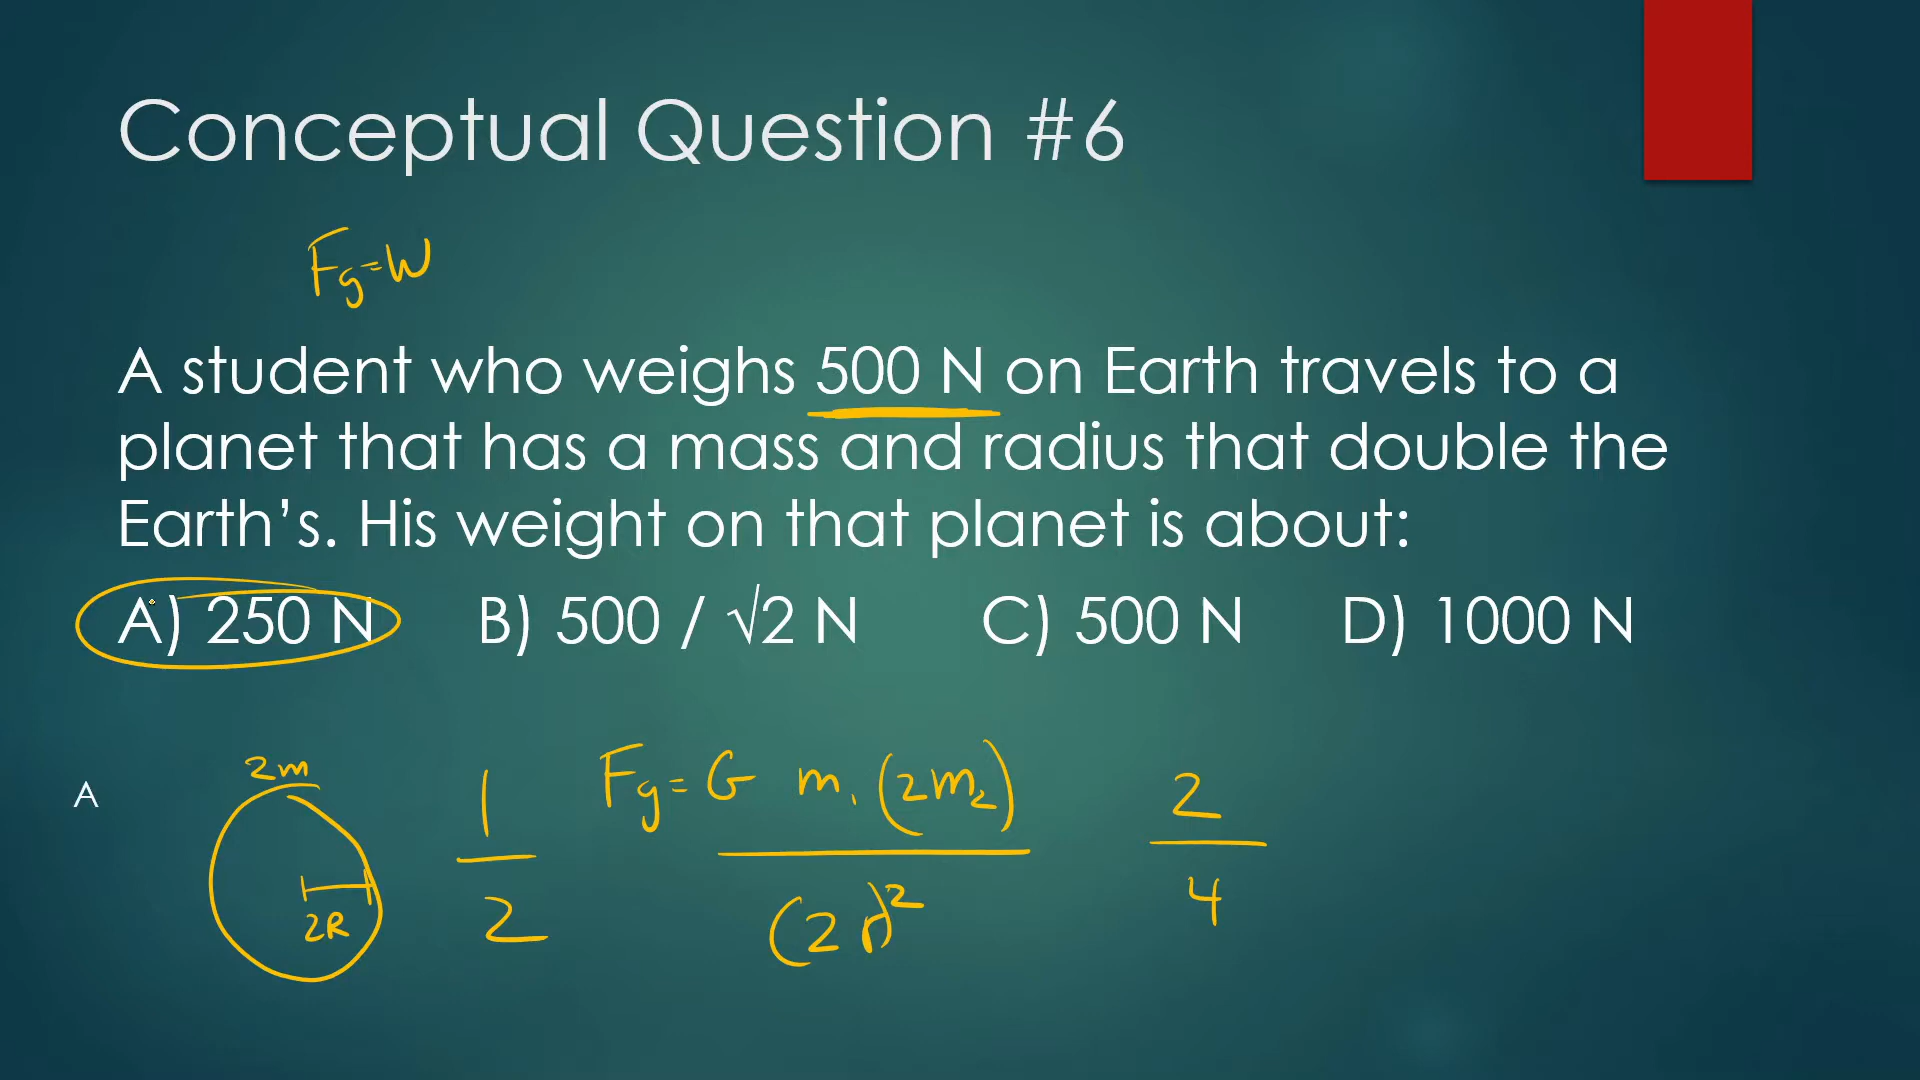 Conceptual Question #6
Fg=W
A student who weighs 500 N on Earth travels to a
planet that has a mass and radius that double the
Earth’s. His weight on that planet is about:
A) 250 N B) 500 / √2 N C) 500 N D) 1000 N
A
2m
2R
1
2
Fg= G m₁ (2m₂)
(2r)²
2
4